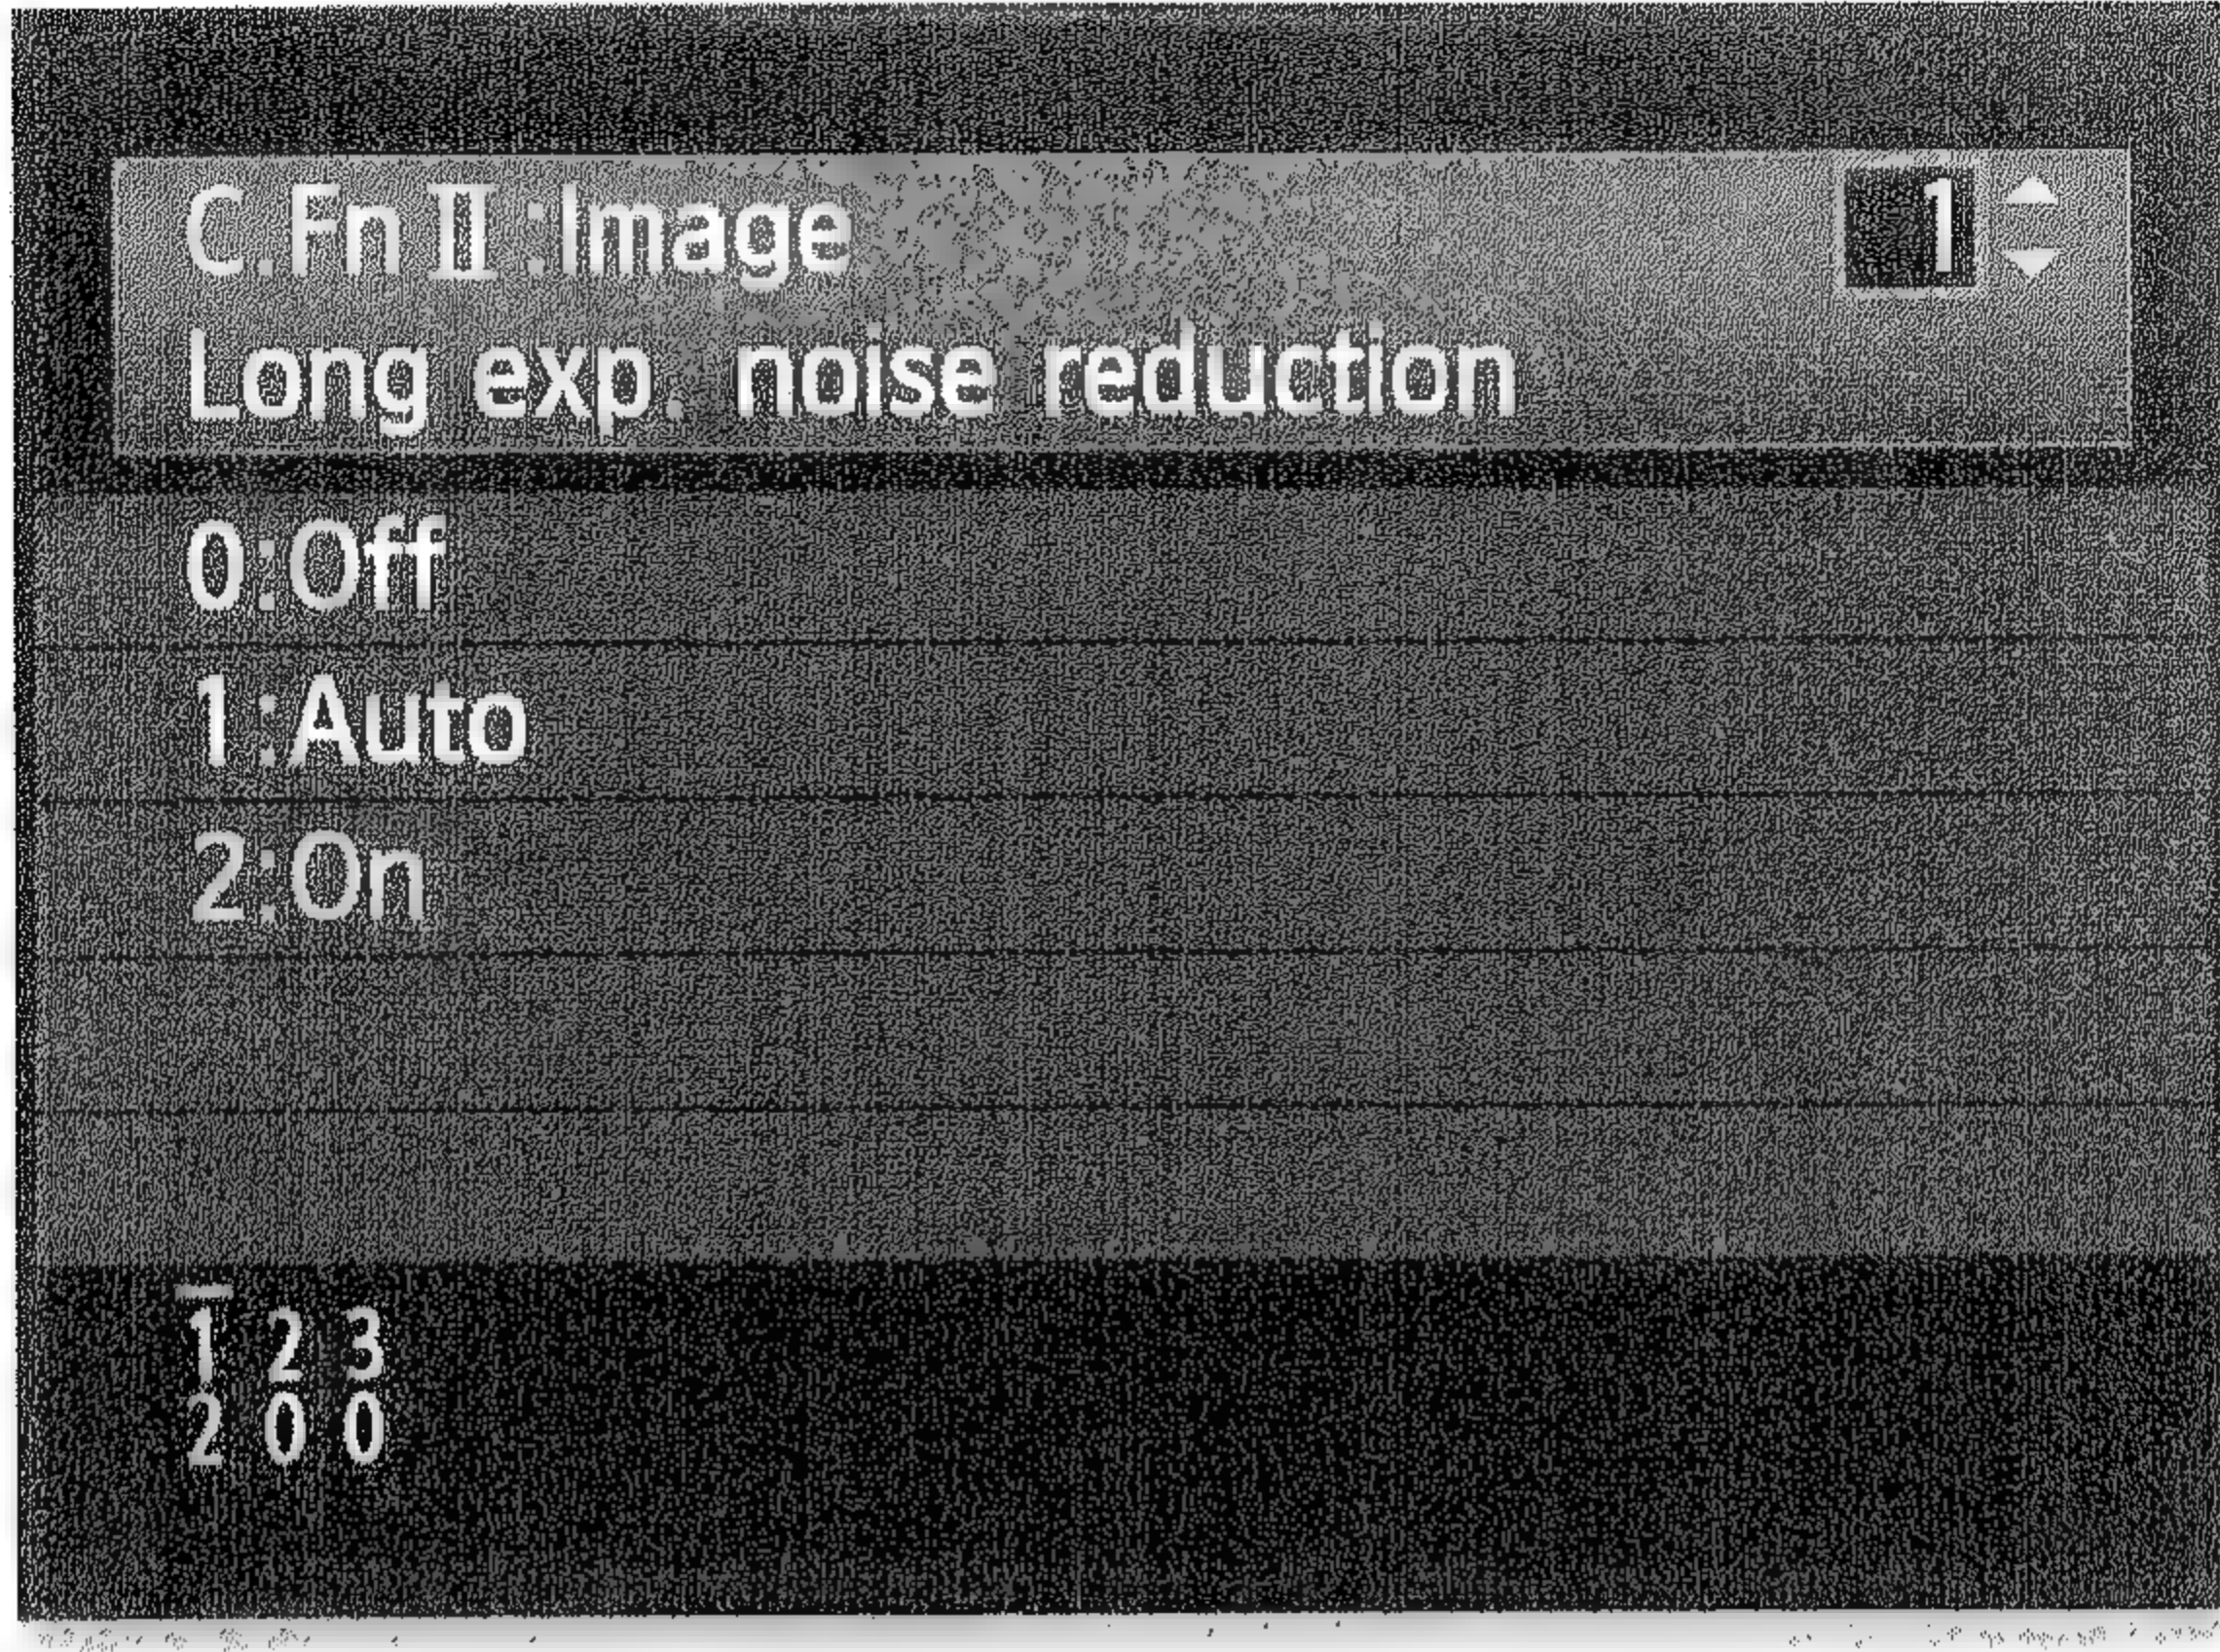 C.Fn II :Image 1
Long exp. noise reduction
0:Off
1:Auto
2:On
1 2 3
2 0 0